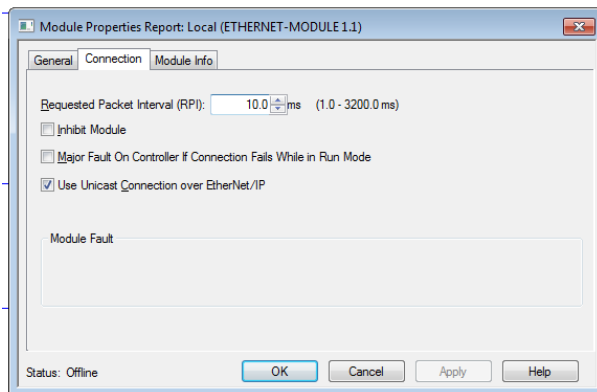 Module Properties Report: Local (ETHERNET-MODULE 1.1)
General Connection Module Info
Requested Packet Interval (RPI): 10.0 ms (1.0 - 3200.0 ms)
Inhibit Module
Major Fault On Controller If Connection Fails While in Run Mode
Use Unicast Connection over EtherNet/IP
Module Fault
Status: Offline OK Cancel Apply Help